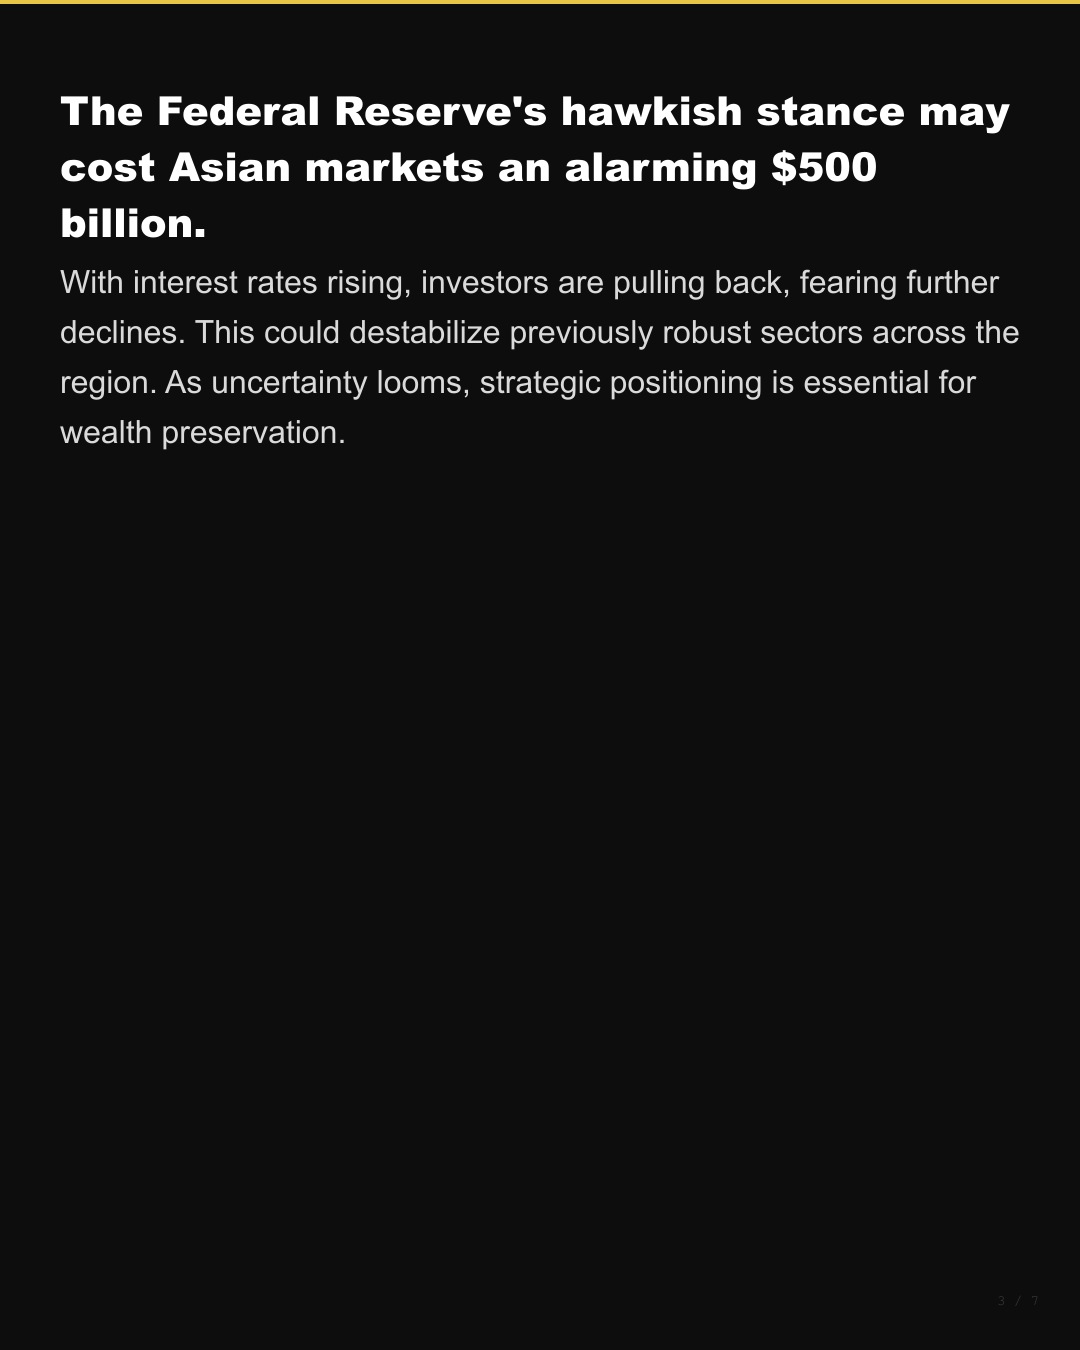 The Federal Reserve's hawkish stance may
cost Asian markets an alarming $500
billion.
With interest rates rising, investors are pulling back, fearing further
declines. This could destabilize previously robust sectors across the
region. As uncertainty looms, strategic positioning is essential for
wealth preservation.
3 / 7